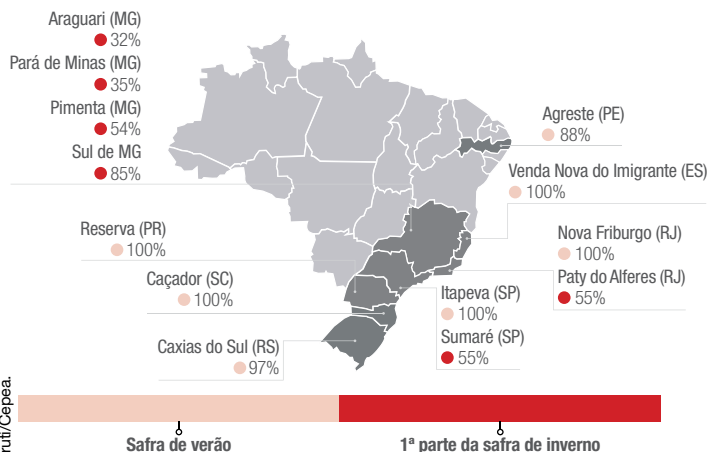 Araguari (MG)
32%
Pará de Minas (MG)
35%
Pimenta (MG)
54%
Sul de MG
85%
Agreste (PE)
88%
Venda Nova do Imigrante (ES)
100%
Reserva (PR)
100%
Nova Friburgo (RJ)
100%
Paty do Alferes (RJ)
55%
Caçador (SC)
100%
Itapeva (SP)
100%
Sumaré (SP)
55%
Caxias do Sul (RS)
97%
Safra de verão
1ª parte da safra de inverno
/Cepea.